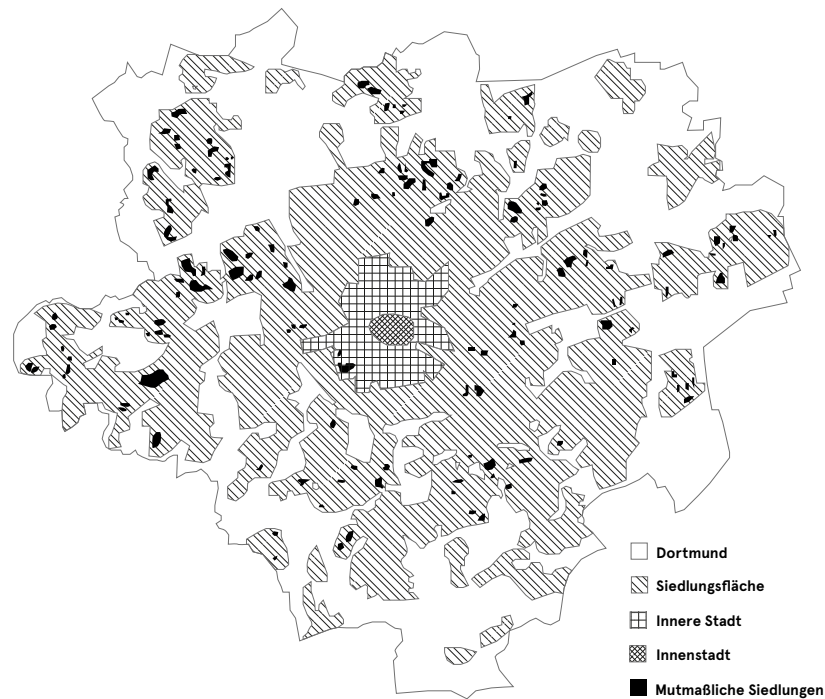 Dortmund
Siedlungsfläche
Innere Stadt
Innenstadt
Mutmaßliche Siedlungen